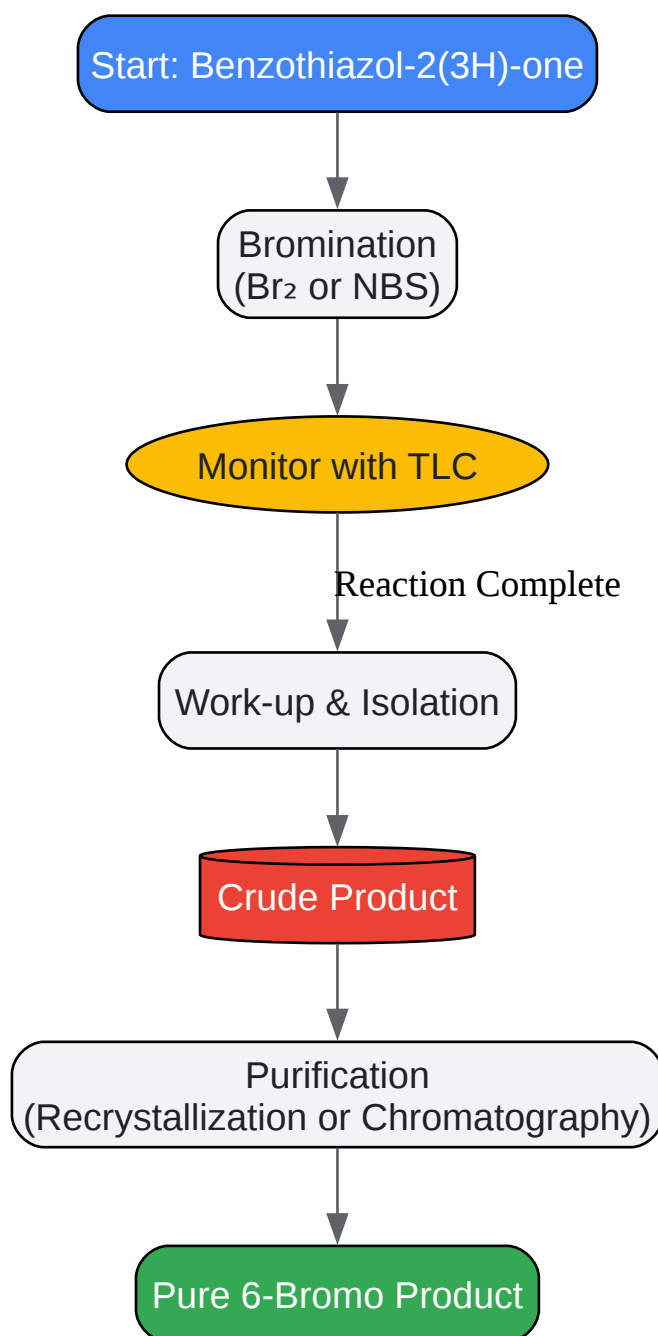 Start: Benzothiazol-2(3H)-one
Bromination
(Br₂ or NBS)
Monitor with TLC
Reaction Complete
Work-up & Isolation
Crude Product
Purification
(Recrystallization or Chromatography)
Pure 6-Bromo Product